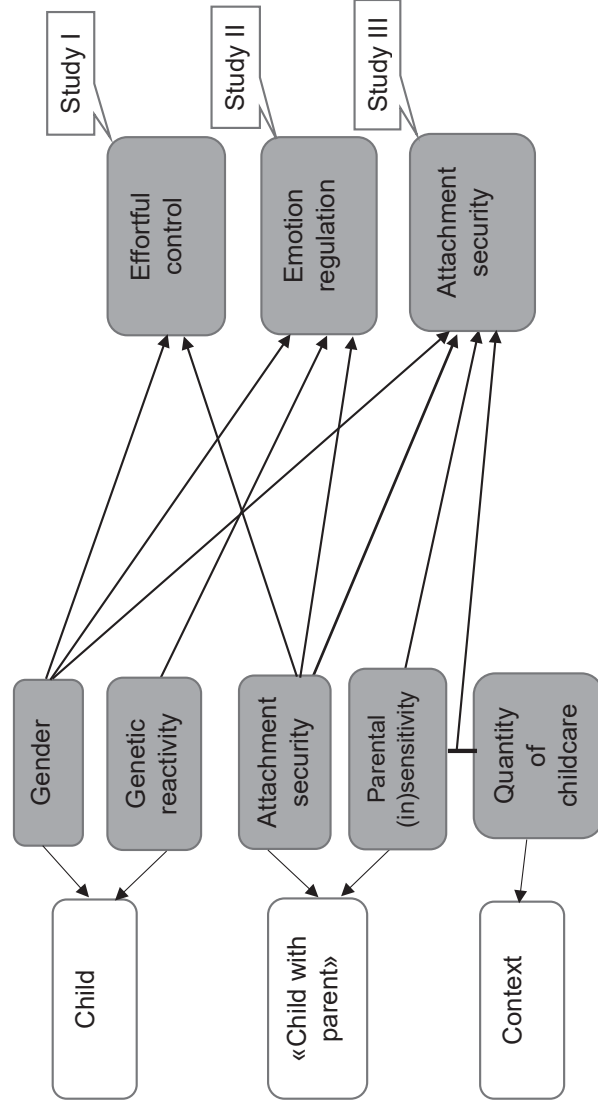 Child
«Child with
parent»
Context
Gender
Genetic
reactivity
Attachment
security
Parental
(in)sensitivity
Quantity
of
childcare
Effortful
control
Emotion
regulation
Attachment
security
Study I
Study II
Study III